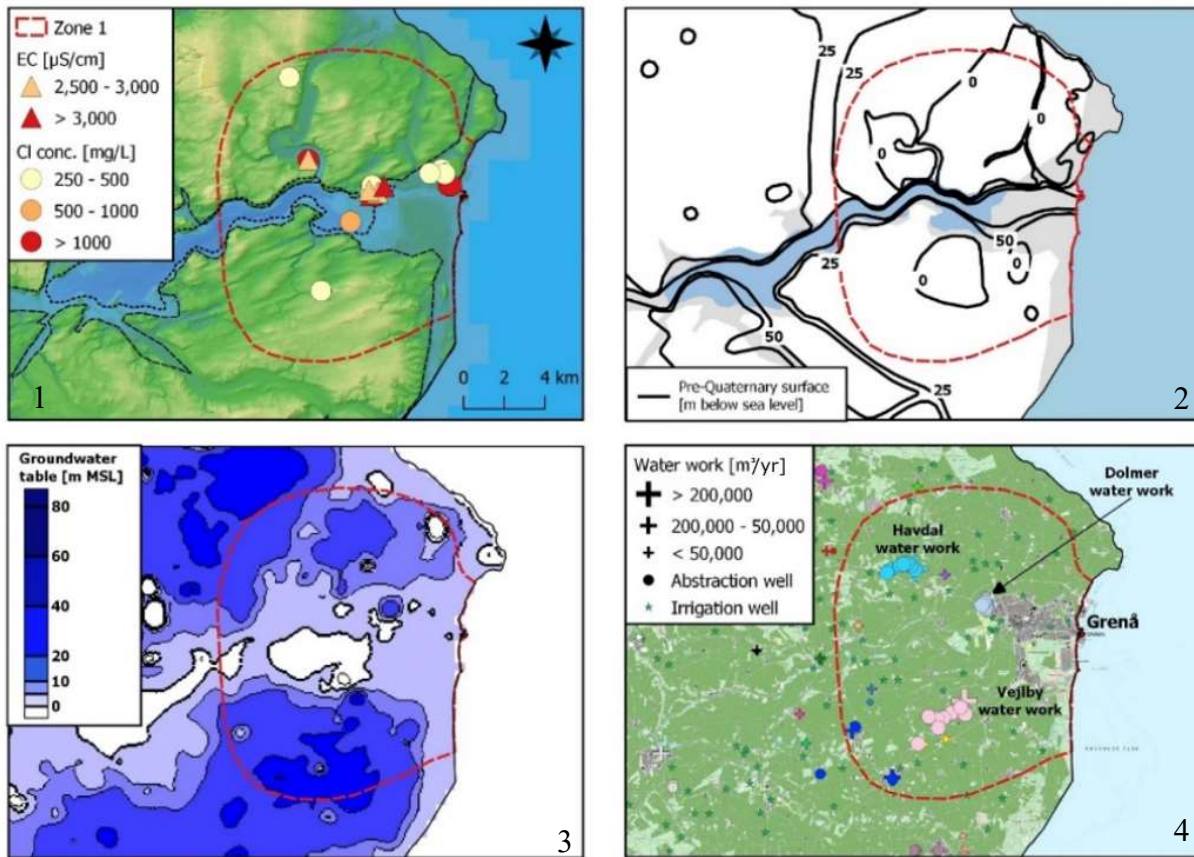 Zone 1
EC [µS/cm]
2,500 - 3,000
> 3,000
Cl conc. [mg/L]
250 - 500
500 - 1000
> 1000
0 2 4 km
1
25
25
0
0
0
50
25
0
0
50
25
Pre-Quaternary surface
[m below sea level]
2
Groundwater
table [m MSL]
80
60
40
20
10
0
3
Water work [m³/yr]
> 200,000
200,000 - 50,000
< 50,000
Abstraction well
Irrigation well
Dolmer
water work
Havdal
water work
Grenå
Vejlby
water work
4